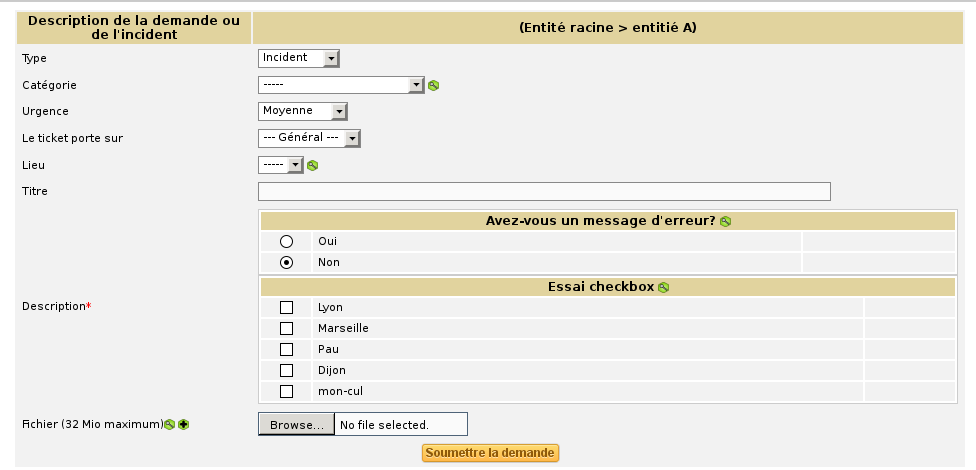 Description de la demande ou
de l'incident
(Entité racine > entitié A)
Type
Incident
Catégorie
-----
Urgence
Moyenne
Le ticket porte sur
--- Général ---
Lieu
-----
Titre
Avez-vous un message d'erreur?
Oui
Non
Description*
Essai checkbox
Lyon
Marseille
Pau
Dijon
mon-cul
Fichier (32 Mio maximum)
Browse... No file selected.
Soumettre la demande